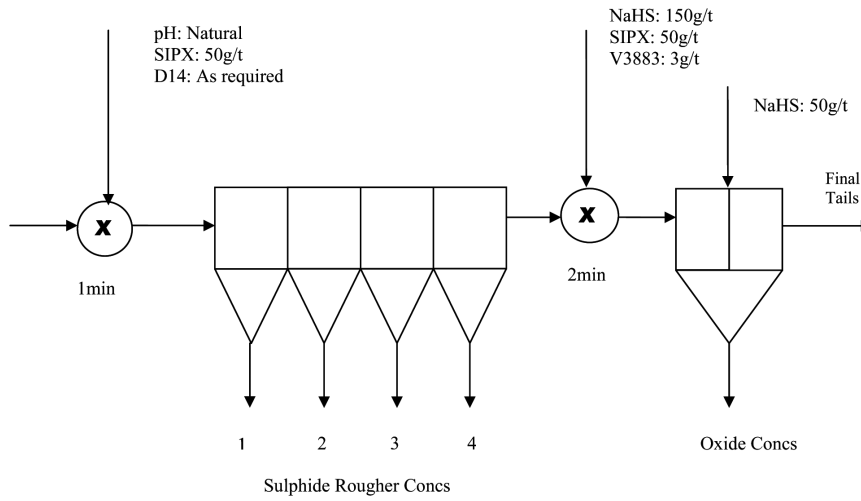 pH: Natural
SIPX: 50g/t
D14: As required
NaHS: 150g/t
SIPX: 50g/t
V3883: 3g/t
NaHS: 50g/t
Final
Tails
X
X
1min
2min
1
2
3
4
Oxide Concs
Sulphide Rougher Concs